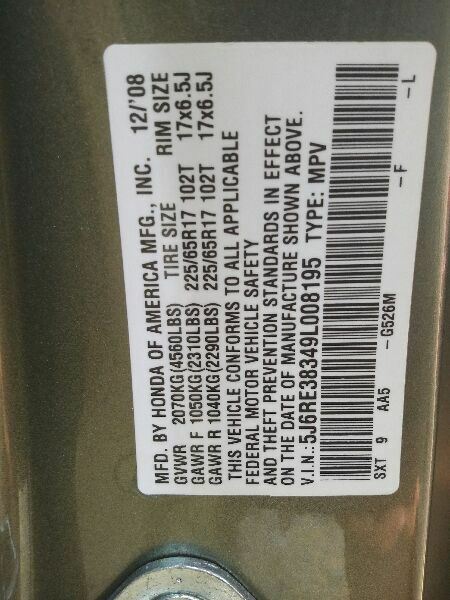 MFD. BY HONDA OF AMERICA MFG., INC. 12/'08
TIRE SIZE RIM SIZE
GVWR 2070KG(4560LBS)
GAWR F 1050KG(2310LBS) 225/65R17 102T 17x6.5J
GAWR R 1040KG(2290LBS) 225/65R17 102T 17x6.5J
THIS VEHICLE CONFORMS TO ALL APPLICABLE
FEDERAL MOTOR VEHICLE SAFETY
AND THEFT PREVENTION STANDARDS IN EFFECT
ON THE DATE OF MANUFACTURE SHOWN ABOVE.
V.I.N.: 5J6RE38349L008195 TYPE: MPV
SXT 9 AA5 -G526M -F -L